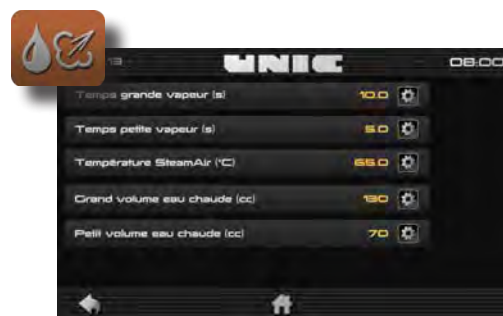 13
UNIC
08:00
Temps grande vapeur (s) 10.0
Temps petite vapeur (s) 5.0
Température SteamAir (°C) 65.0
Grand volume eau chaude (cc) 130
Petit volume eau chaude (cc) 70